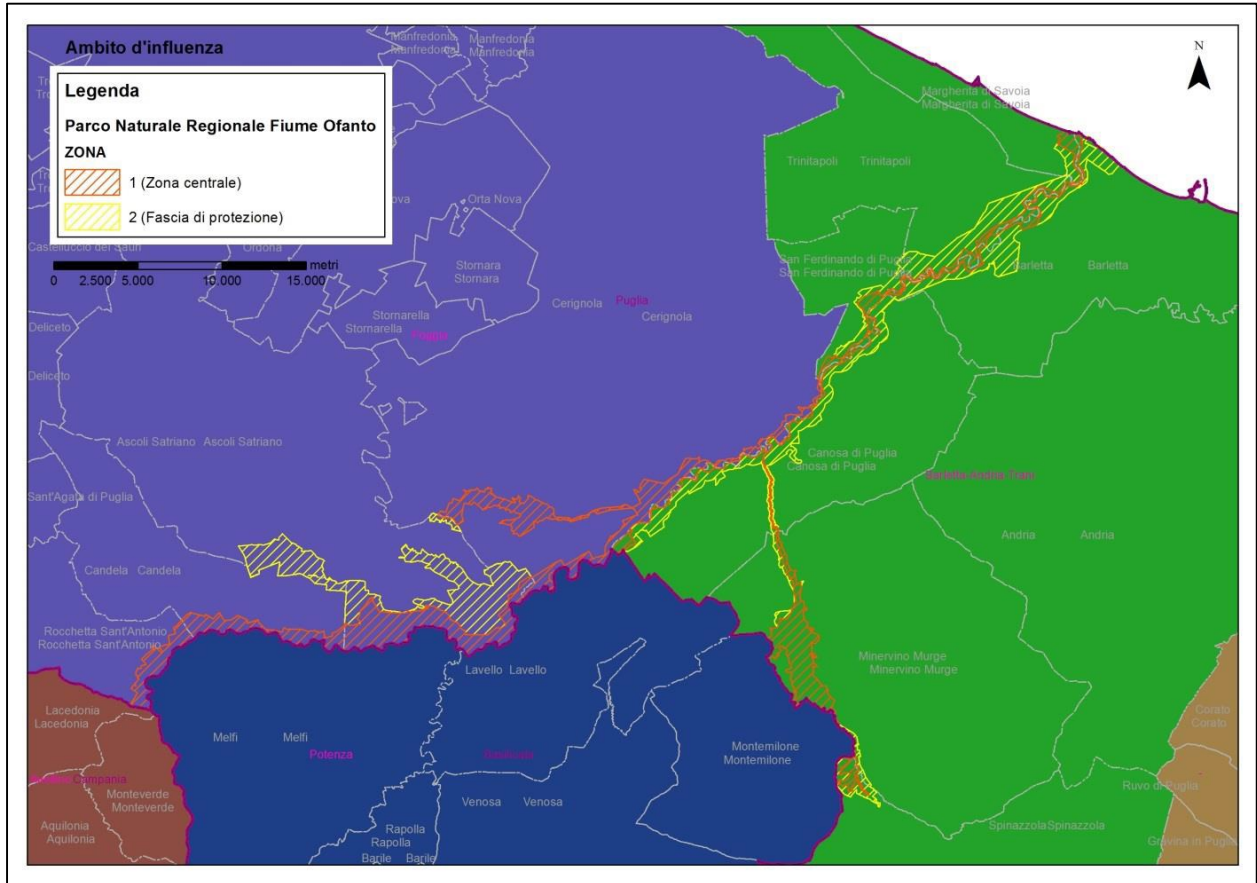 Ambito d'influenza
Manfredonia
Manfredonia
Manfredonia
Manfredonia
N
Legenda
Parco Naturale Regionale Fiume Ofanto
ZONA
1 (Zona centrale)
2 (Fascia di protezione)
Margherita di Savoia
Margherita di Savoia
Trinitapoli Trinitapoli
Orta Nova
Castelluccio dei Sauri
Ordona
metri
0 2.500 5.000 10.000 15.000
Stornara
Stornara
San Ferdinando di Puglia
San Ferdinando di Puglia
Barletta Barletta
Cerignola Puglia
Cerignola
Stornarella
Stornarella
Foggia
Deliceto
Deliceto
Ascoli Satriano Ascoli Satriano
Canosa di Puglia
Canosa di Puglia
Barletta-Andria-Trani
Sant'Agata di Puglia
Andria Andria
Candela Candela
Rocchetta Sant'Antonio
Rocchetta Sant'Antonio
Minervino Murge
Minervino Murge
Lavello Lavello
Lacedonia
Lacedonia
Corato
Corato
Melfi Melfi
Potenza
Basilicata
Montemilone
Montemilone
Campania
Monteverde
Monteverde
Venosa Venosa
Ruvo di Puglia
Aquilonia
Aquilonia
Rapolla
Rapolla
Spinazzola Spinazzola
Gravina in Puglia
Barile Barile